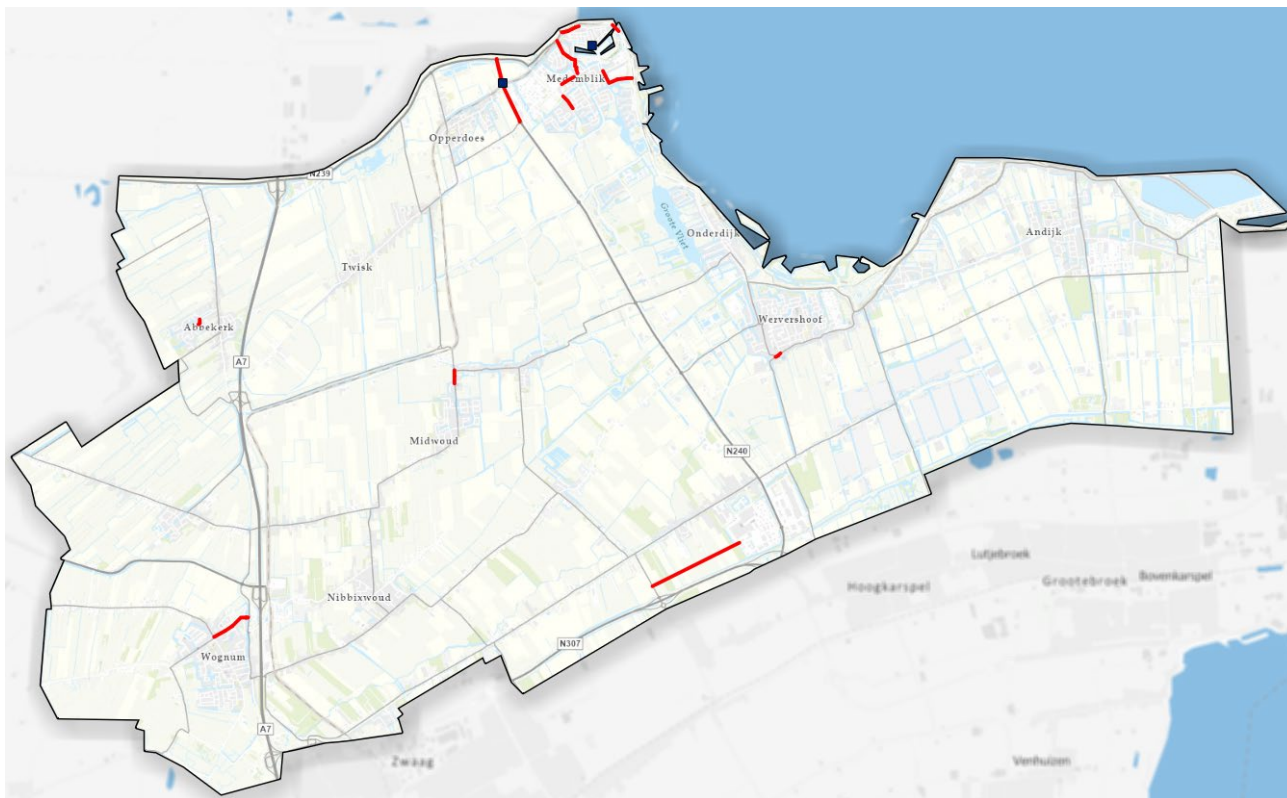 Medemblik
Opperdoes
N239
Groote Vliet
Onderdijk
Andijk
Twisk
Wervershoof
Abbekerk
A7
Midwoud
N240
Lutjebroek
Hoogkarspel
Grootebroek
Bovenkarspel
Nibbixwoud
N307
Wognum
A7
Zwaag
Venhuizen